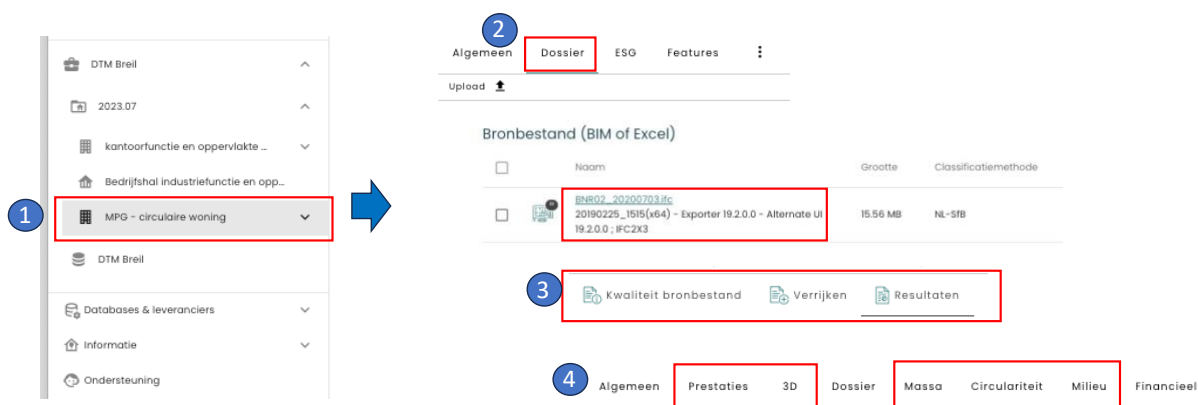 DTM Breil
2023.07
kantoorfunctie en oppervlakte ...
Bedrijfshal industriefunctie en opp...
1
MPG - circulaire woning
DTM Breil
Databases & leveranciers
Informatie
Ondersteuning
2
Algemeen Dossier ESG Features
Upload
Bronbestand (BIM of Excel)
Naam Grootte Classificatiemethode
BNR02_20200703.ifc
20190225_1515(x64) - Exporter 19.2.0.0 - Alternate UI 15.56 MB NL-SfB
19.2.0.0 ; IFC2X3
3
Kwaliteit bronbestand Verrijken Resultaten
4
Algemeen Prestaties 3D Dossier Massa Circulariteit Milieu Financieel